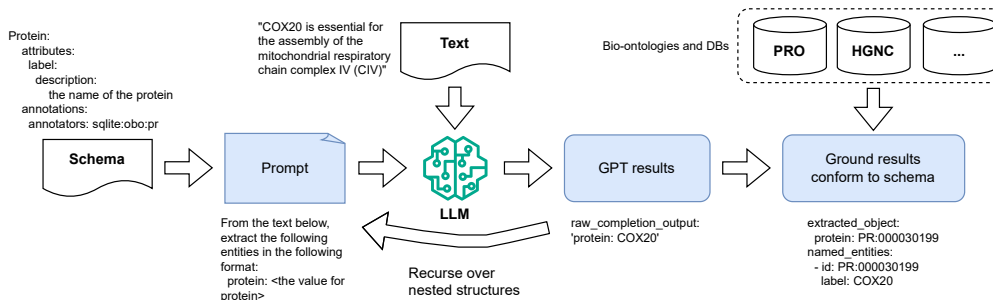 Protein:
attributes:
label:
description:
the name of the protein
annotations:
annotators: sqlite:obo:pr
Schema
"COX20 is essential for
the assembly of the
mitochondrial respiratory
chain complex IV (CIV)"
Text
Bio-ontologies and DBs
PRO
HGNC
...
Prompt
LLM
GPT results
Ground results
conform to schema
From the text below,
extract the following
entities in the following
format:
protein: <the value for
protein>
Recurse over
nested structures
raw_completion_output:
'protein: COX20'
extracted_object:
protein: PR:000030199
named_entities:
- id: PR:000030199
label: COX20